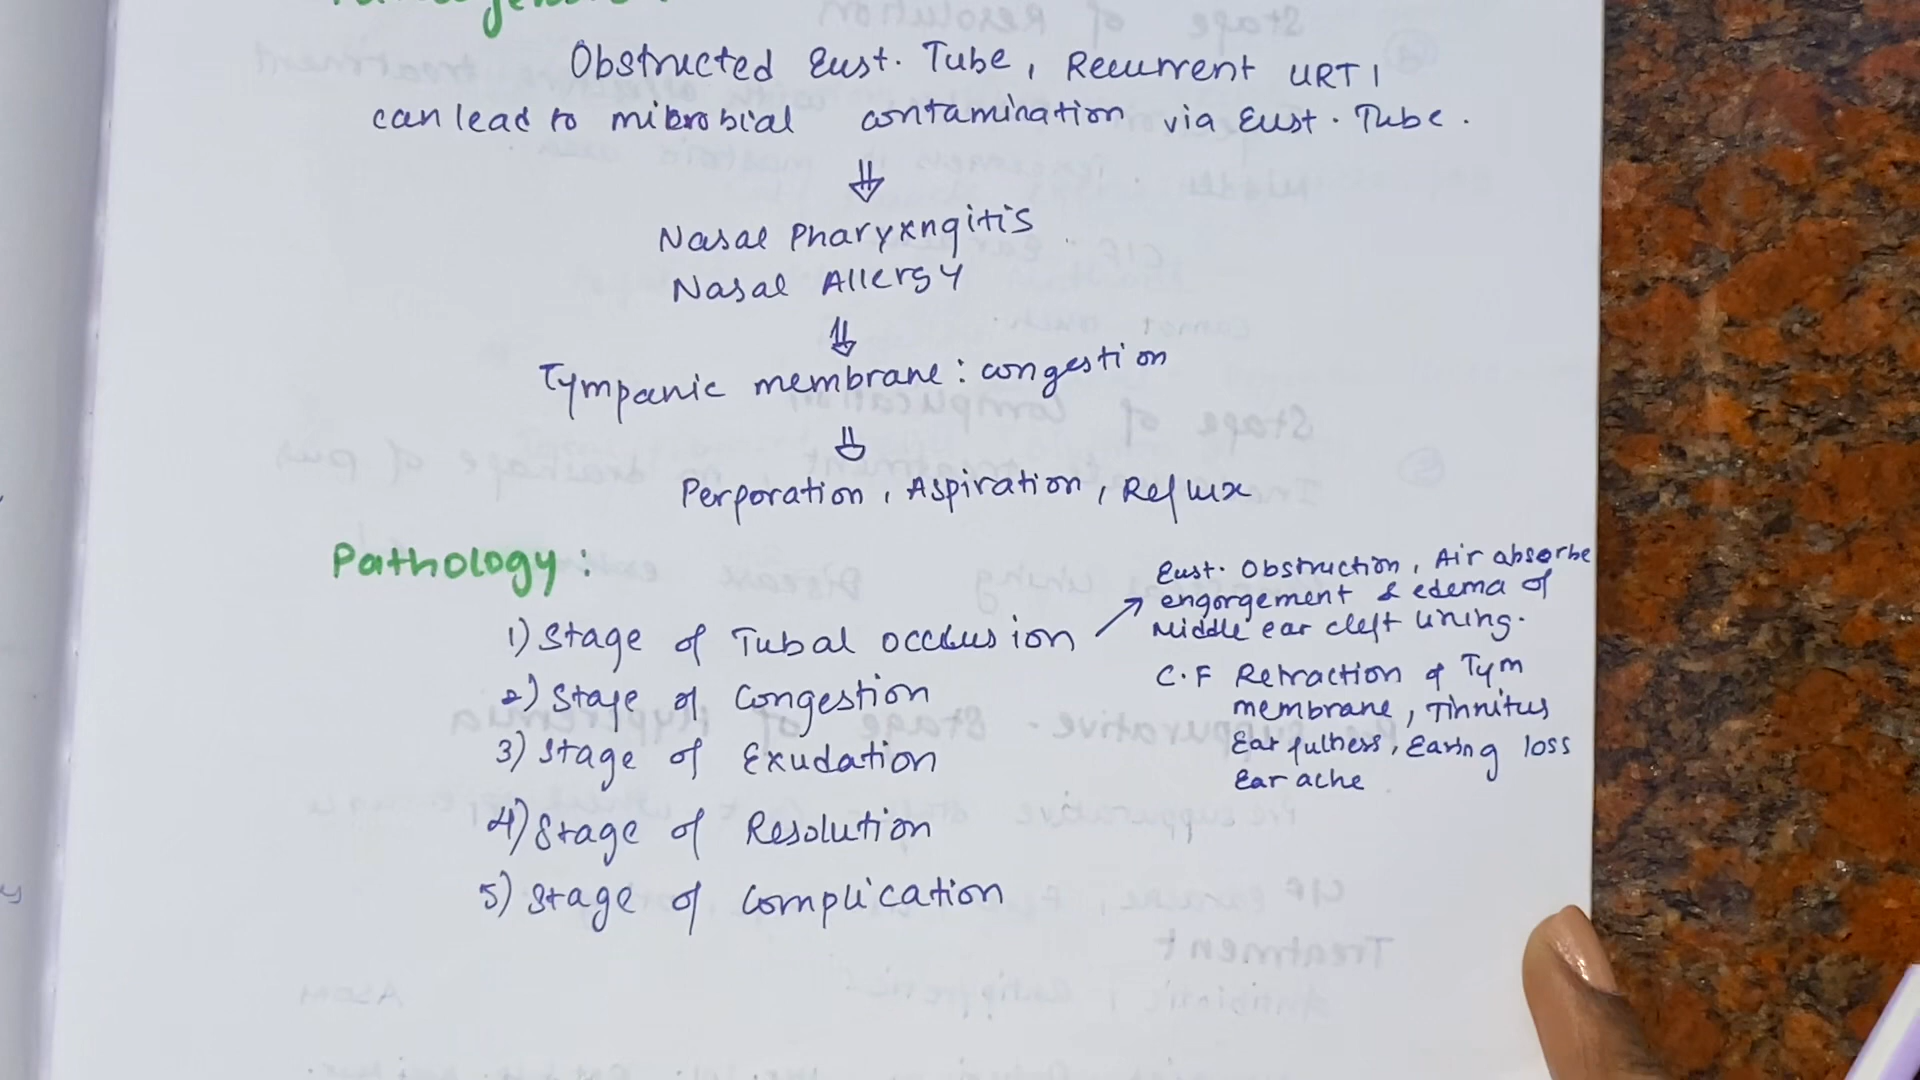 Obstructed Eust. Tube, Recurrent URTI
can lead to mibrobial contamination via Eust. Tube.
⇓
Nasal Pharyxngitis
Nasal Allergy
⇓
Tympanic membrane: congestion
⇓
Perporation, Aspiration, Reflux
Pathology:
1) Stage of Tubal occlusion → Eust. Obstruction, Air absorbe
engorgement & edema of
Middle ear cleft lining.
C.F Retraction of Tym
membrane, Tinnitus
Ear fullness, Earing loss
Ear ache
2) Stage of Congestion
3) Stage of Exudation
4) Stage of Resolution
5) Stage of Complication